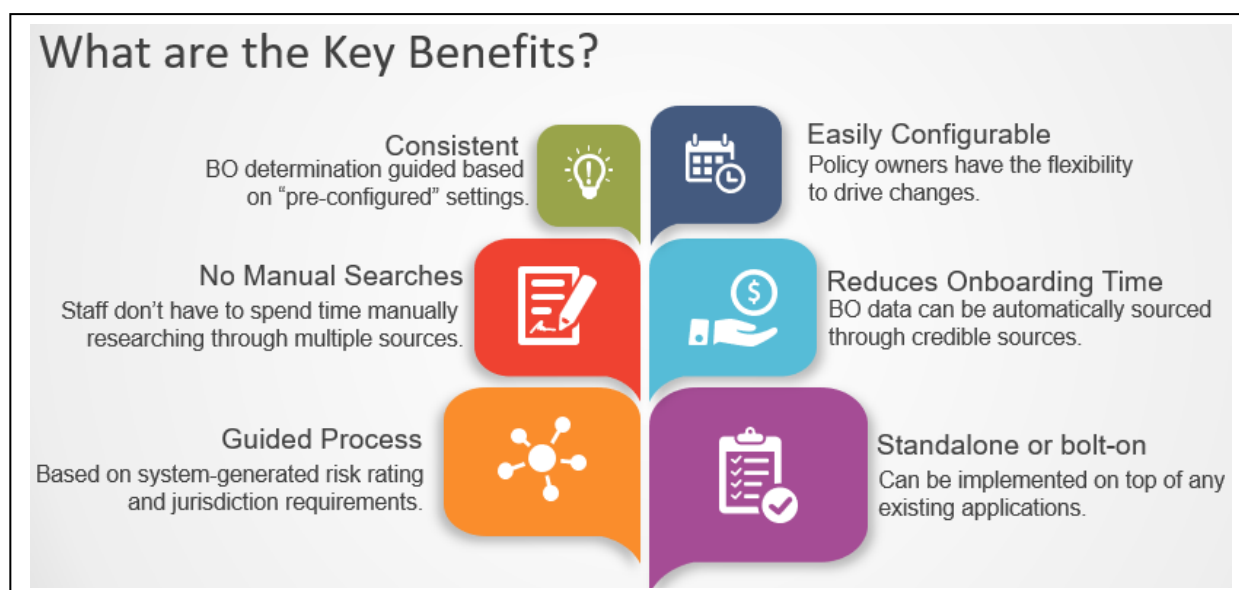 What are the Key Benefits?
Consistent
BO determination guided based
on “pre-configured” settings.
Easily Configurable
Policy owners have the flexibility
to drive changes.
No Manual Searches
Staff don’t have to spend time manually
researching through multiple sources.
Reduces Onboarding Time
BO data can be automatically sourced
through credible sources.
Guided Process
Based on system-generated risk rating
and jurisdiction requirements.
Standalone or bolt-on
Can be implemented on top of any
existing applications.